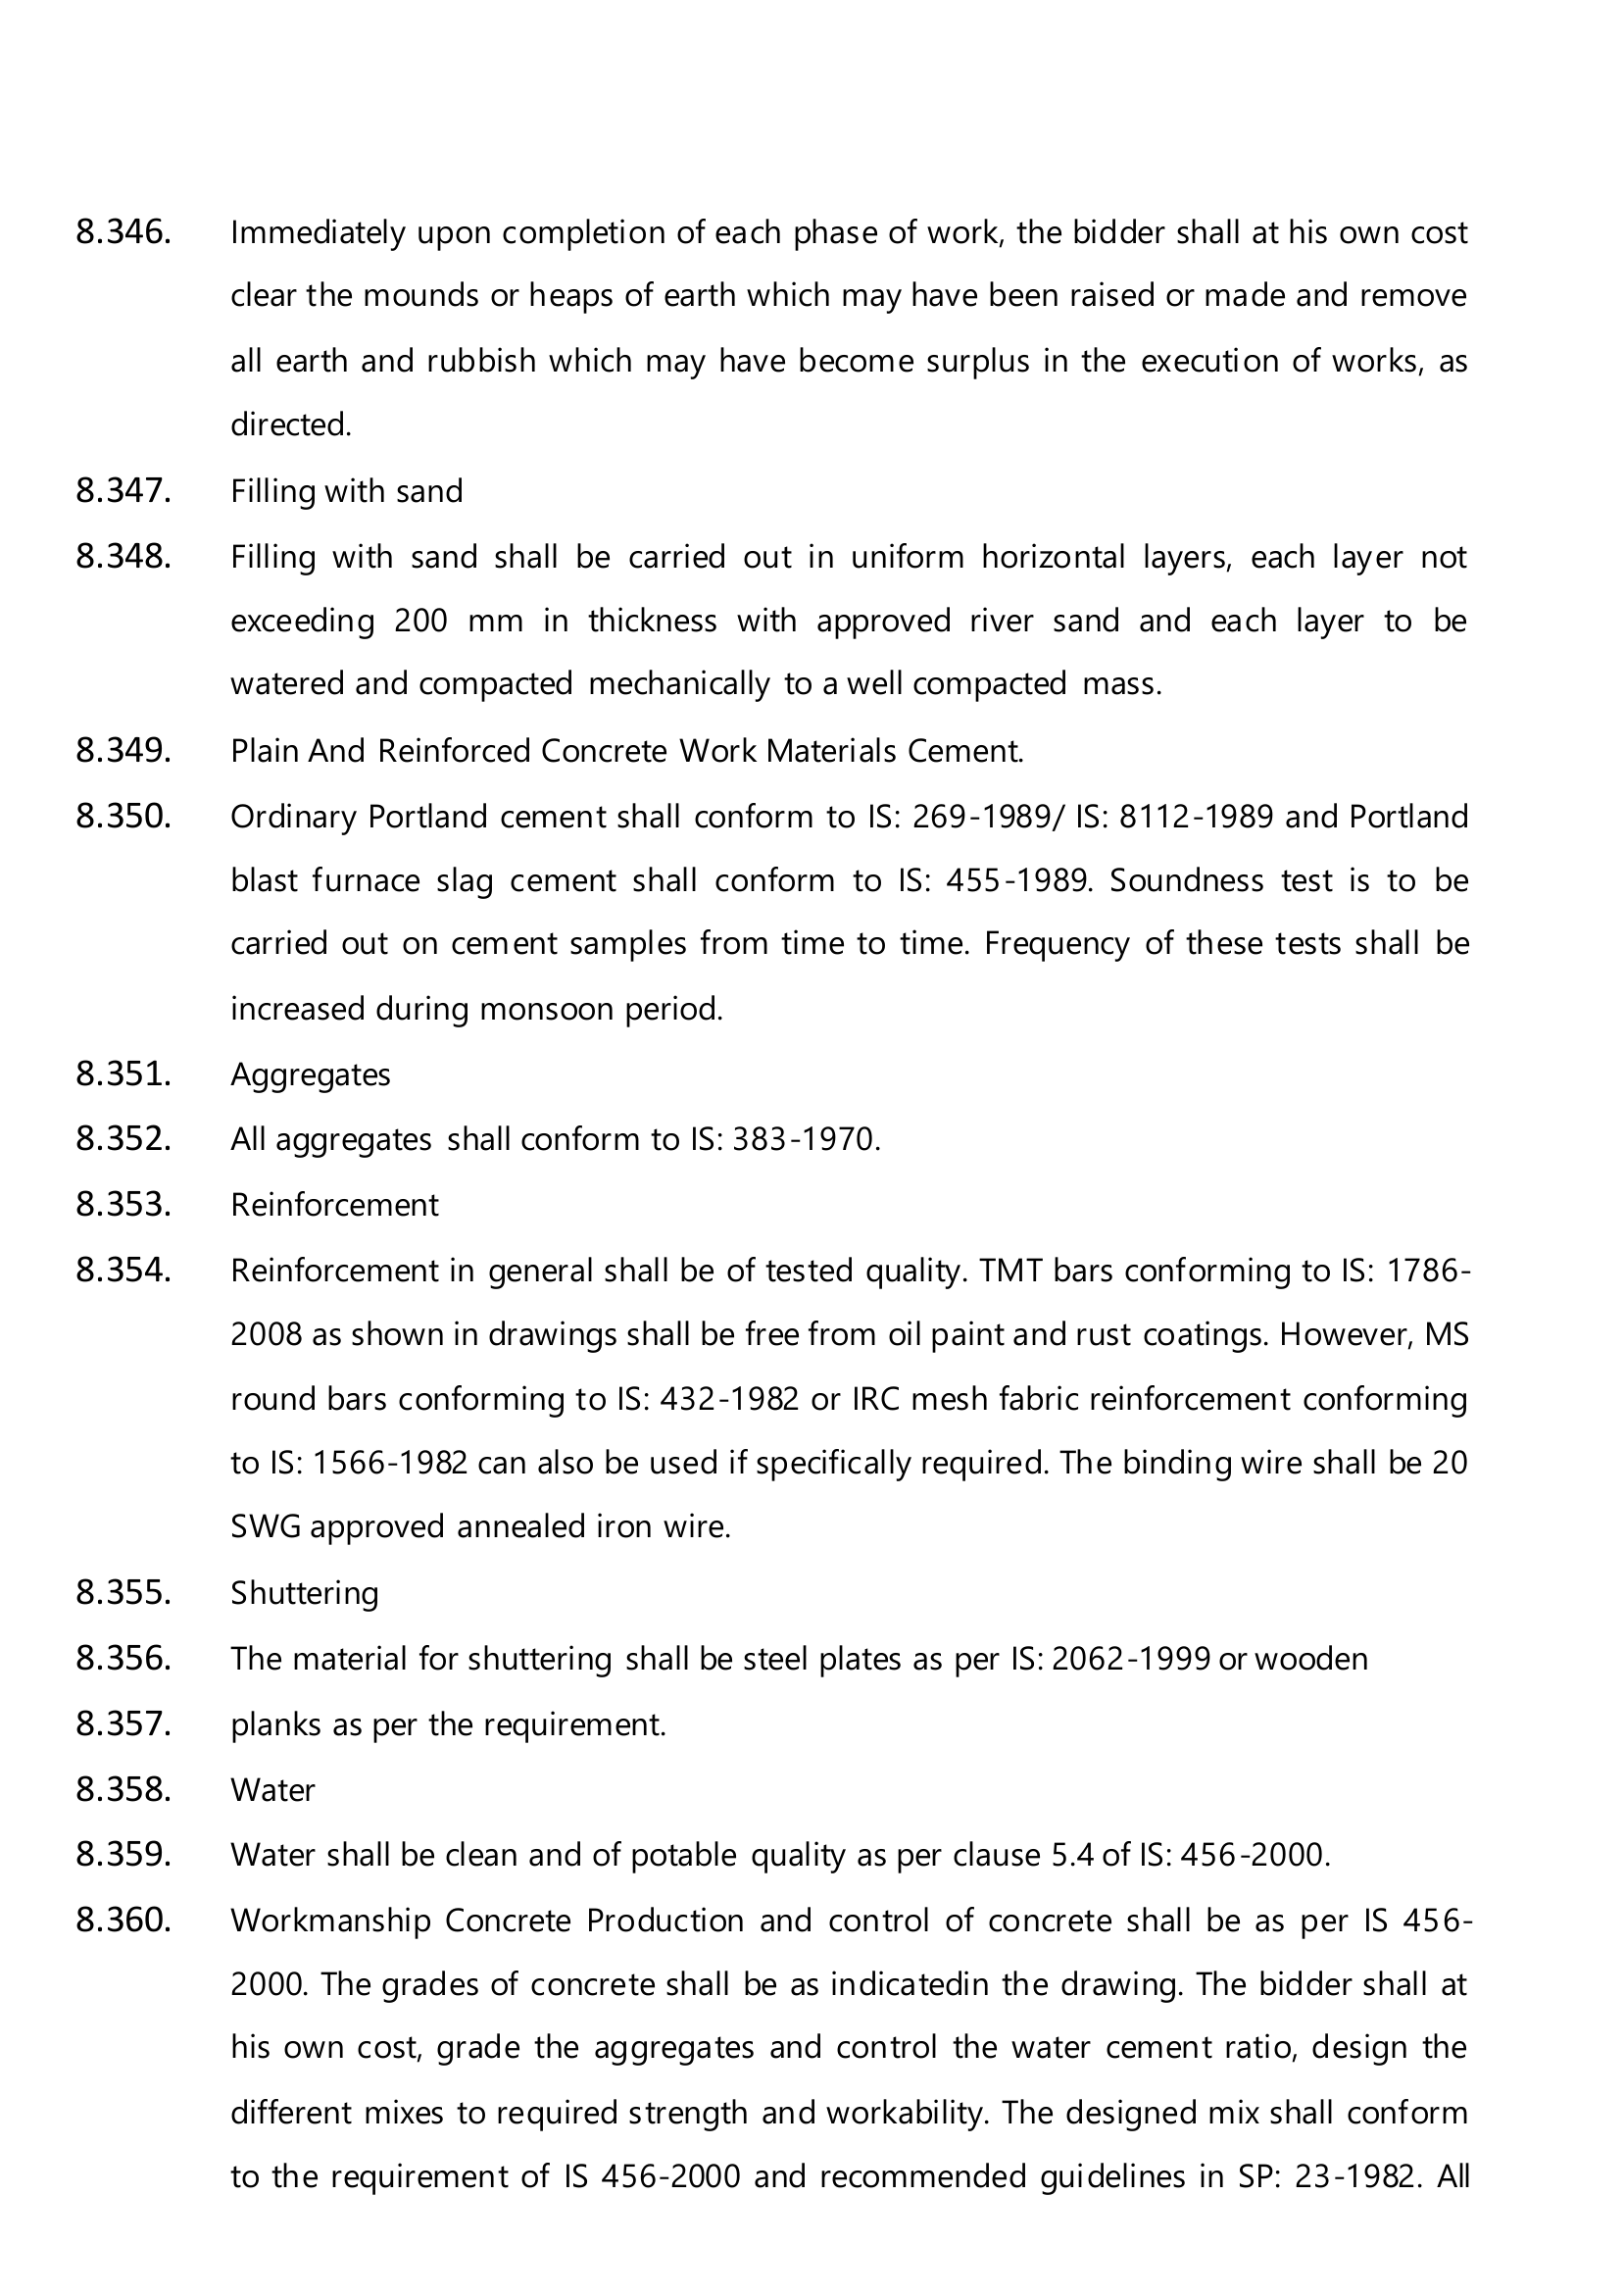 8.346. Immediately upon completion of each phase of work, the bidder shall at his own cost
clear the mounds or heaps of earth which may have been raised or made and remove
all earth and rubbish which may have become surplus in the execution of works, as
directed.
8.347. Filling with sand
8.348. Filling with sand shall be carried out in uniform horizontal layers, each layer not
exceeding 200 mm in thickness with approved river sand and each layer to be
watered and compacted mechanically to a well compacted mass.
8.349. Plain And Reinforced Concrete Work Materials Cement.
8.350. Ordinary Portland cement shall conform to IS: 269-1989/ IS: 8112-1989 and Portland
blast furnace slag cement shall conform to IS: 455-1989. Soundness test is to be
carried out on cement samples from time to time. Frequency of these tests shall be
increased during monsoon period.
8.351. Aggregates
8.352. All aggregates shall conform to IS: 383-1970.
8.353. Reinforcement
8.354. Reinforcement in general shall be of tested quality. TMT bars conforming to IS: 1786-
2008 as shown in drawings shall be free from oil paint and rust coatings. However, MS
round bars conforming to IS: 432-1982 or IRC mesh fabric reinforcement conforming
to IS: 1566-1982 can also be used if specifically required. The binding wire shall be 20
SWG approved annealed iron wire.
8.355. Shuttering
8.356. The material for shuttering shall be steel plates as per IS: 2062-1999 or wooden
8.357. planks as per the requirement.
8.358. Water
8.359. Water shall be clean and of potable quality as per clause 5.4 of IS: 456-2000.
8.360. Workmanship Concrete Production and control of concrete shall be as per IS 456-
2000. The grades of concrete shall be as indicatedin the drawing. The bidder shall at
his own cost, grade the aggregates and control the water cement ratio, design the
different mixes to required strength and workability. The designed mix shall conform
to the requirement of IS 456-2000 and recommended guidelines in SP: 23-1982. All